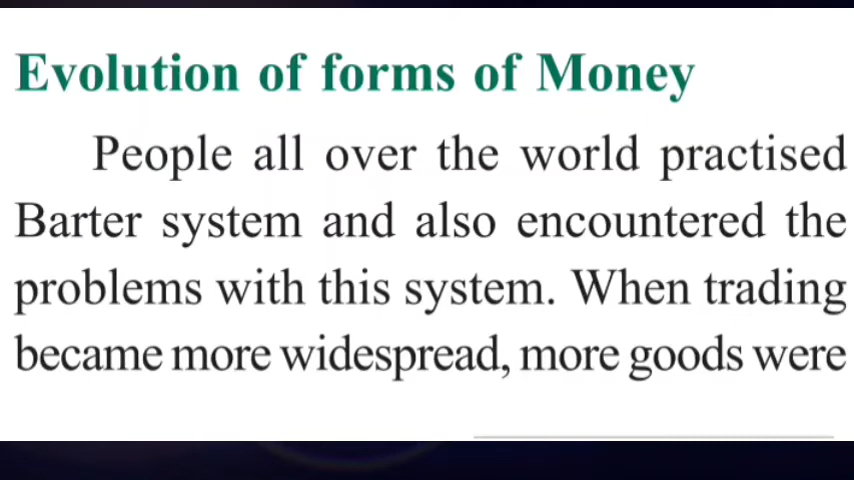 Evolution of forms of Money
People all over the world practised
Barter system and also encountered the
problems with this system. When trading
became more widespread, more goods were